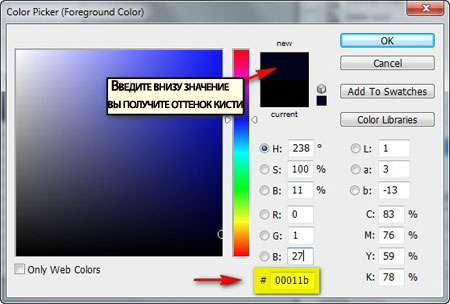 Color Picker (Foreground Color)
new
OK
Cancel
Введите внизу значение
вы получите оттенок кисти
Add To Swatches
current
Color Libraries
H: 238 °
L: 1
S: 100 %
a: 3
B: 11 %
b: -13
R: 0
C: 83 %
G: 1
M: 76 %
B: 27
Y: 59 %
Only Web Colors
# 00011b
K: 78 %